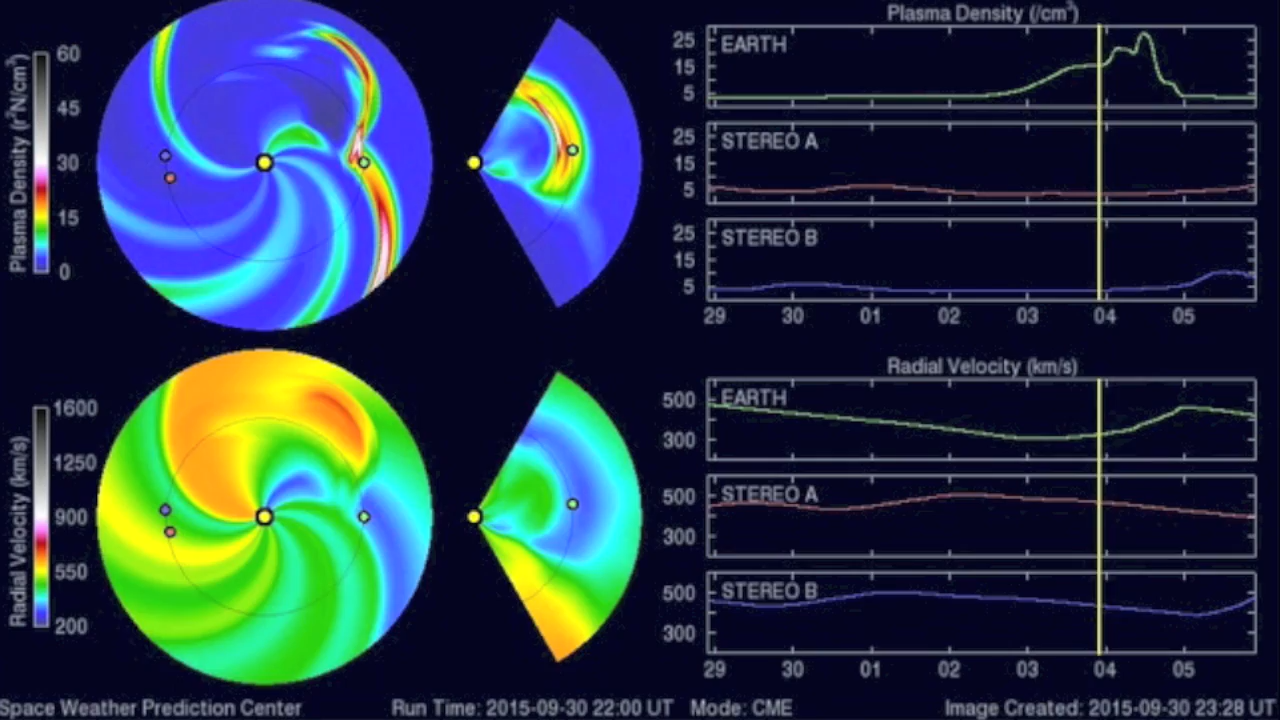 Plasma Density (/cm³)
Plasma Density (r²N/cm³)
60
45
30
15
0
EARTH
25
15
5
STEREO A
25
15
5
STEREO B
25
15
5
29 30 01 02 03 04 05
Radial Velocity (km/s)
Radial Velocity (km/s)
1600
1250
900
550
200
EARTH
500
300
STEREO A
500
300
STEREO B
500
300
29 30 01 02 03 04 05
Space Weather Prediction Center Run Time: 2015-09-30 22:00 UT Mode: CME Image Created: 2015-09-30 23:28 UT